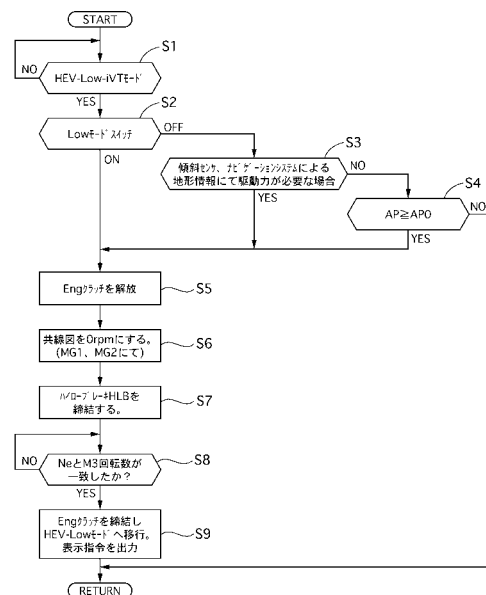 START
S1
NO
HEV-Low-iVTﾓｰﾄﾞ
YES
S2
Lowﾓｰﾄﾞｽｲｯﾁ
OFF
ON
S3
傾斜ｾﾝｻ、ﾅﾋﾞｹﾞｰｼｮﾝｼｽﾃﾑによる
地形情報にて駆動力が必要な場合
NO
YES
S4
AP≧AP0
NO
YES
Engｸﾗｯﾁを解放
S5
共線図を0rpmにする。
(MG1、MG2にて)
S6
ﾊｲﾛｰﾌﾞﾚｰｷHLBを
締結する。
S7
NeとM3回転数が
一致したか？
S8
NO
YES
Engｸﾗｯﾁを締結し
HEV-Lowﾓｰﾄﾞへ移行。
表示指令を出力
S9
RETURN